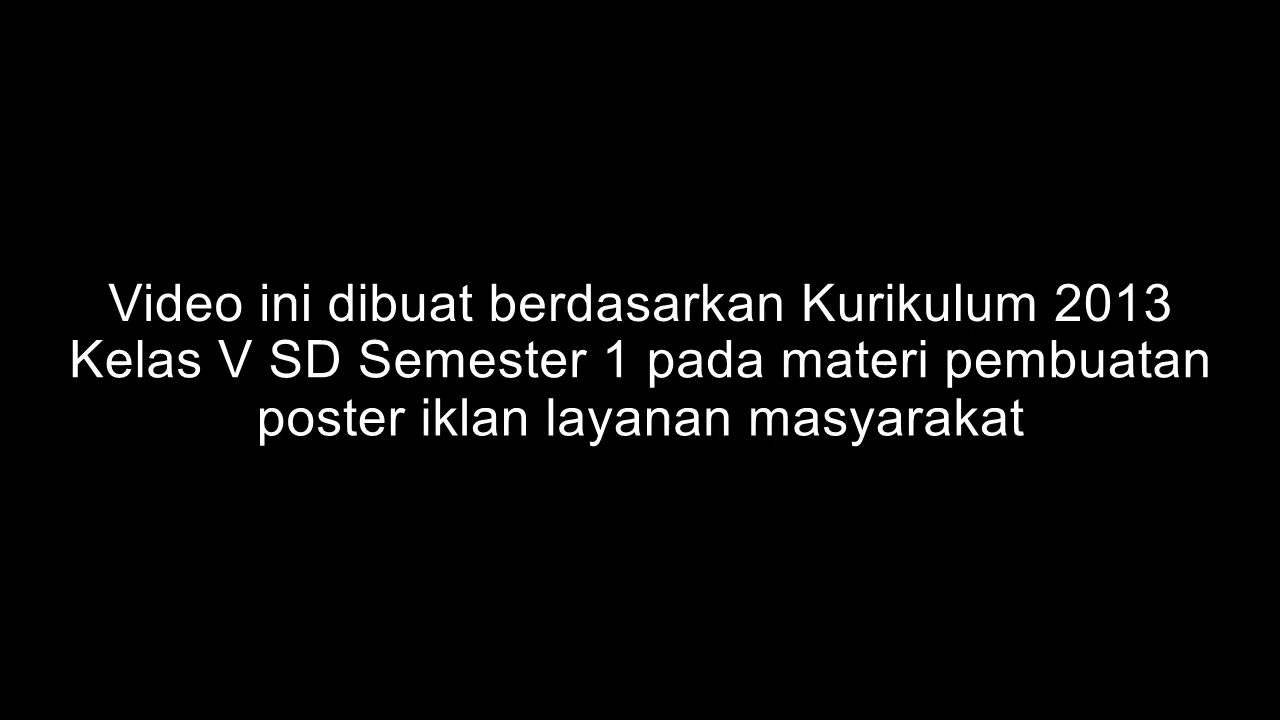 Video ini dibuat berdasarkan Kurikulum 2013
Kelas V SD Semester 1 pada materi pembuatan
poster iklan layanan masyarakat